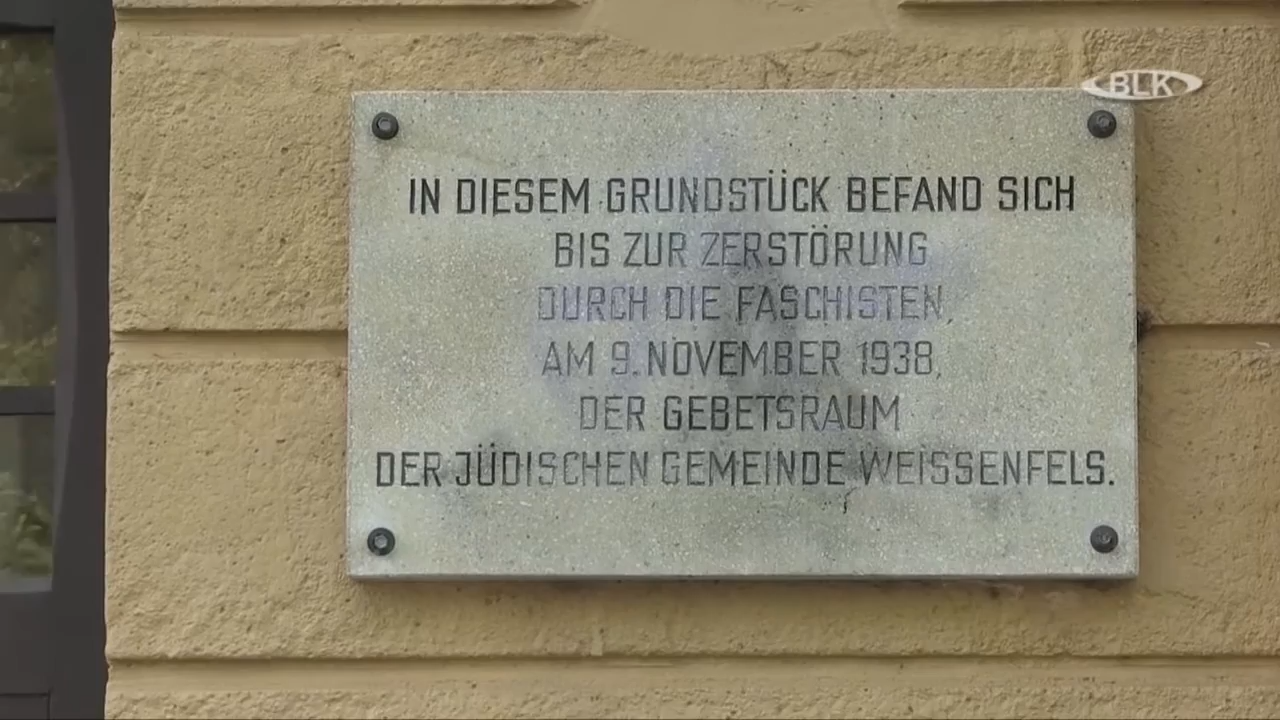 BLK
IN DIESEM GRUNDSTÜCK BEFAND SICH
BIS ZUR ZERSTÖRUNG
DURCH DIE FASCHISTEN,
AM 9. NOVEMBER 1938,
DER GEBETSRAUM
DER JÜDISCHEN GEMEINDE WEISSENFELS.